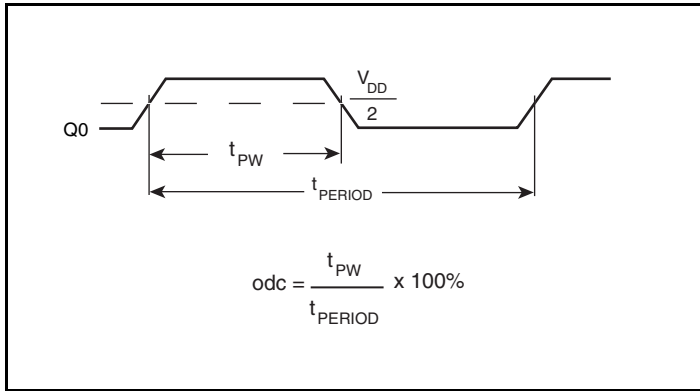 V_DD
2
Q0
t_PW
t_PERIOD
odc = t_PW / t_PERIOD x 100%